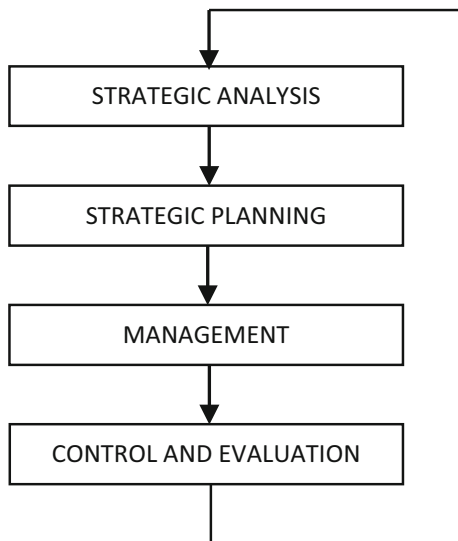 STRATEGIC ANALYSIS
STRATEGIC PLANNING
MANAGEMENT
CONTROL AND EVALUATION